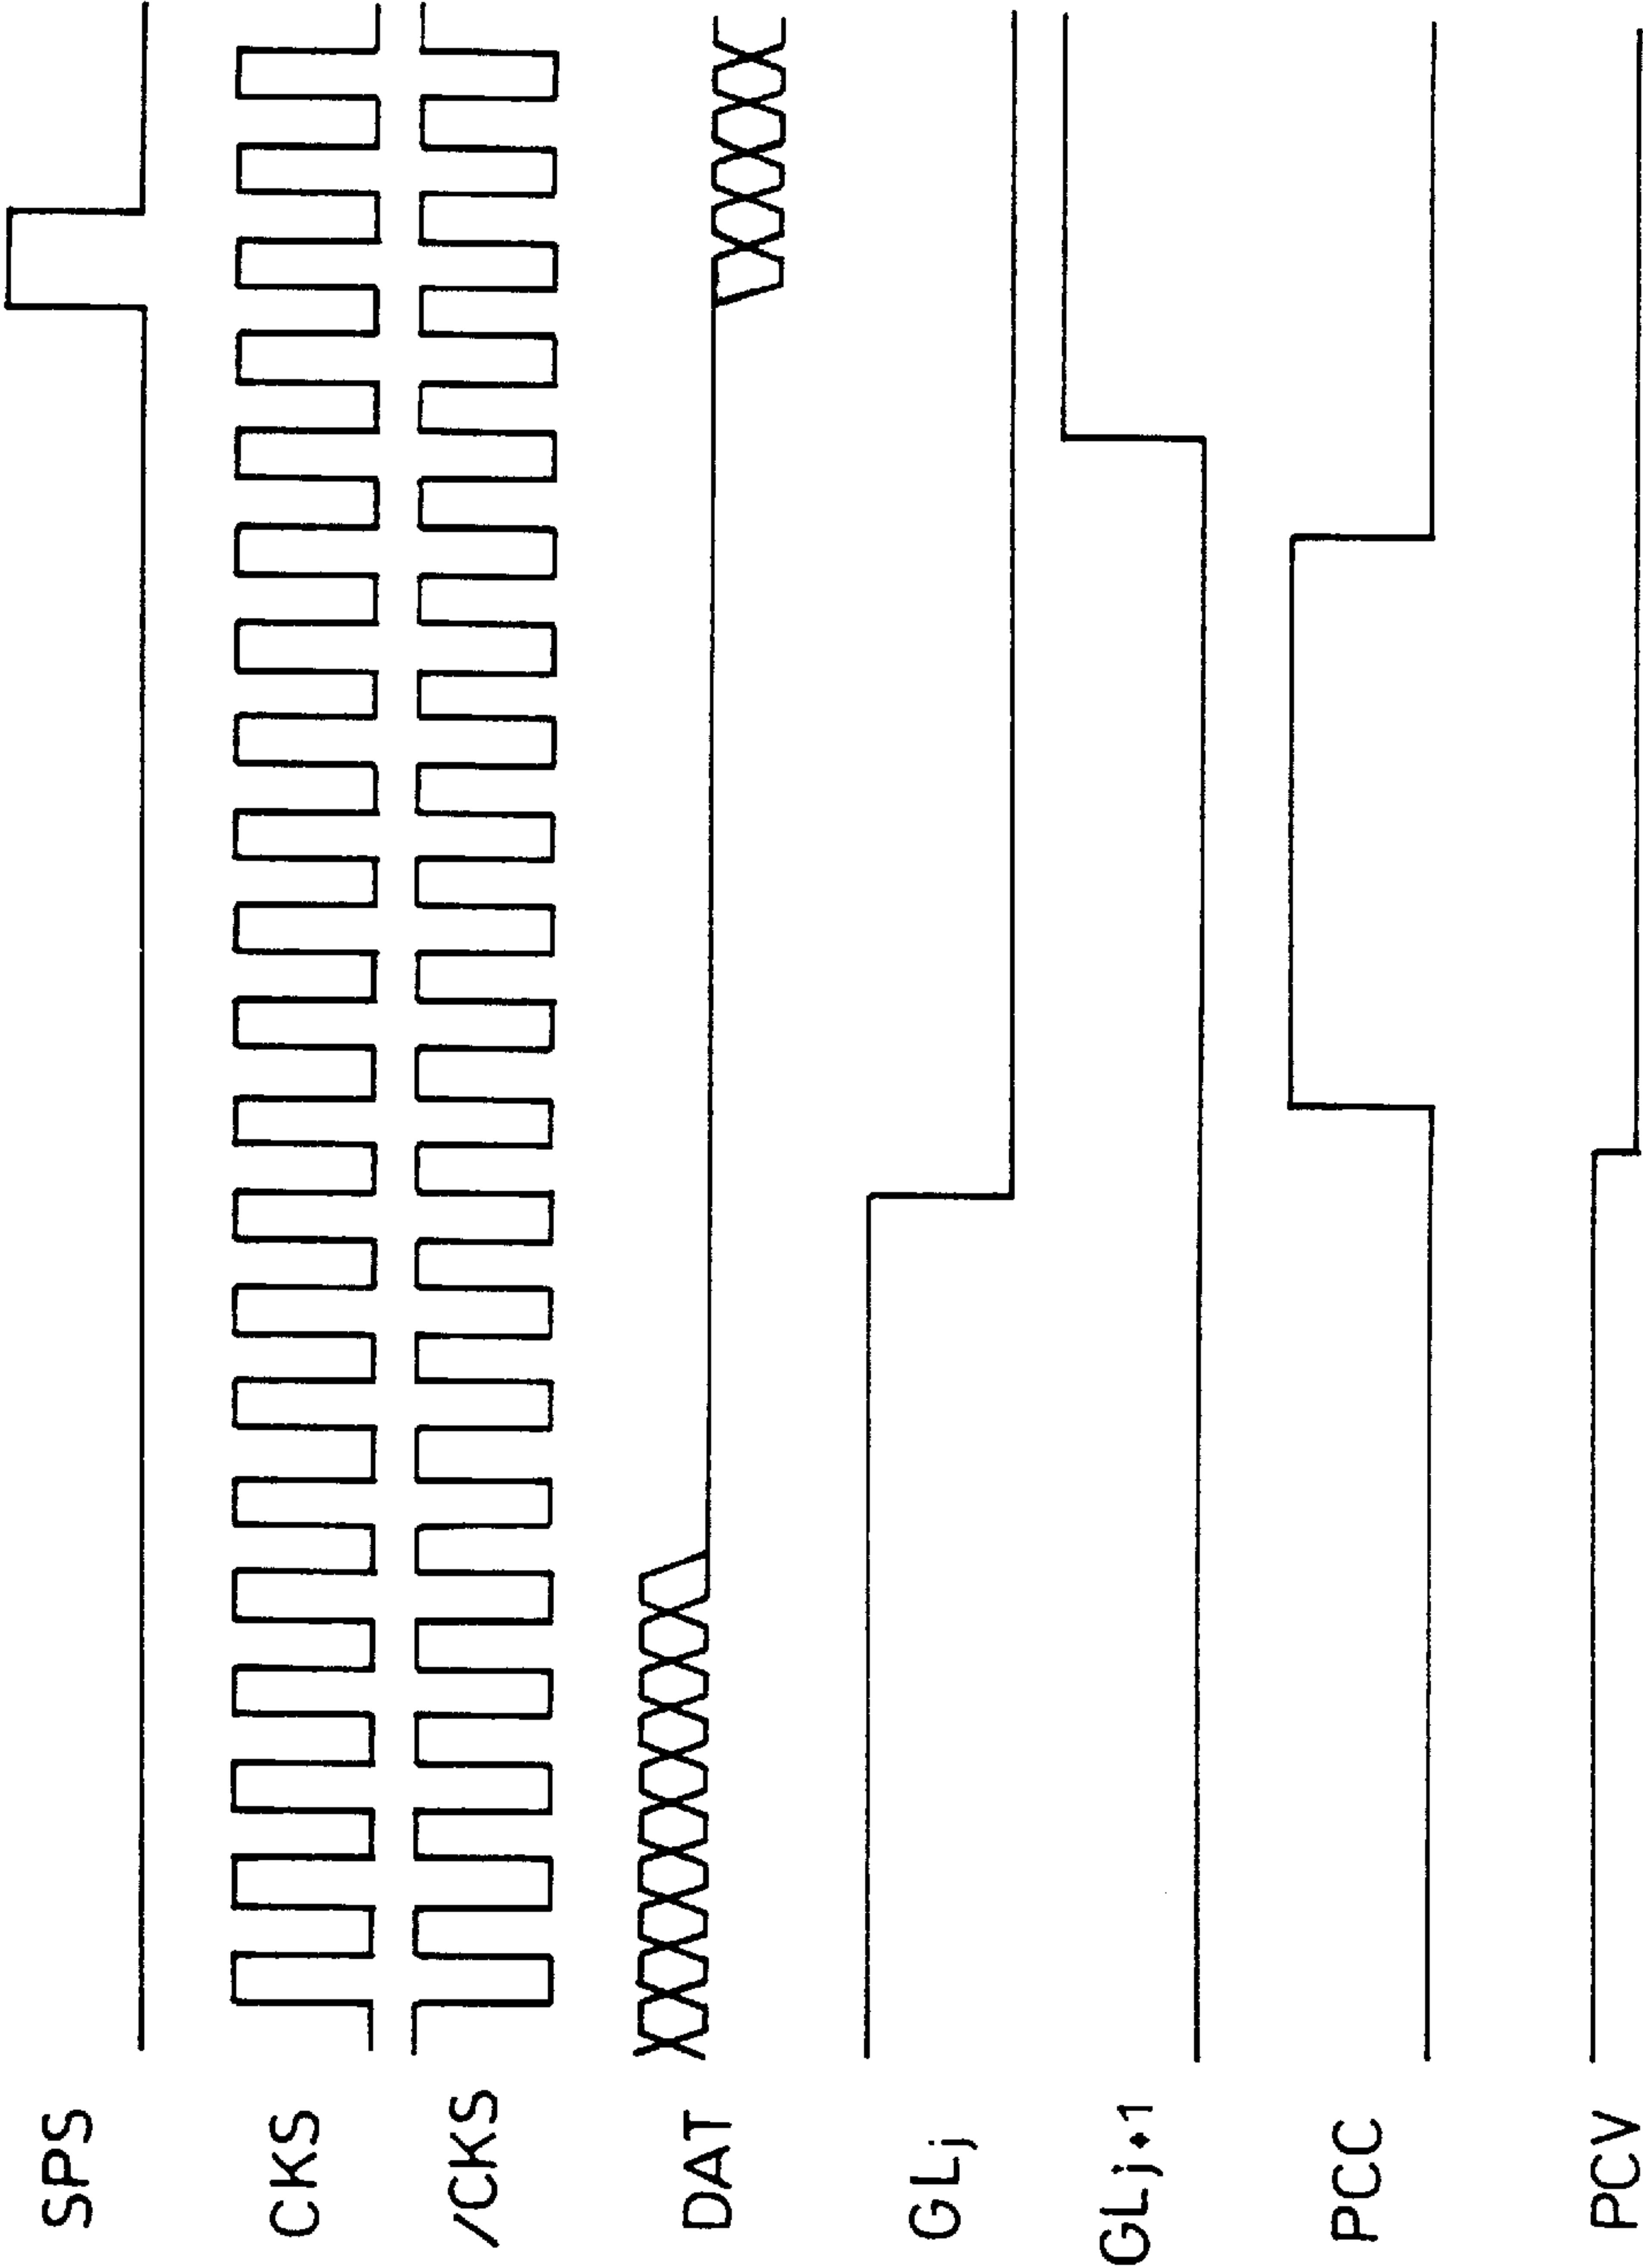 SPS
CKS
/CKS
DAT
GLj
GLj+1
PCC
PCV